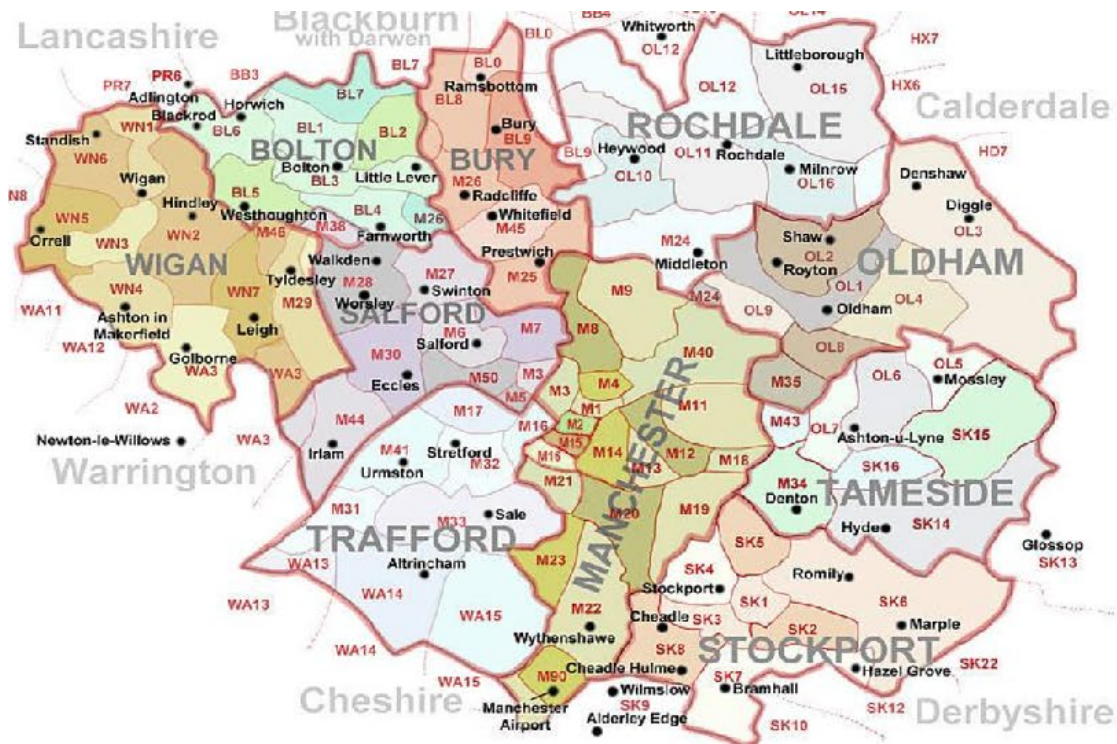 Lancashire
Blackburn
with Darwen
BL0
BB4
Whitworth
OL12
OL14
HX7
PR7
PR6
Adlington
BB3
BL7
BL0
Ramsbottom
Littleborough
OL15
HX6
Calderdale
Blackrod
Horwich
BL7
BL8
OL12
Standish
WN1
BL6
BL1
BL2
Bury
BL9
ROCHDALE
HD7
BOLTON
BURY
BL9
Heywood
OL11
Rochdale
Milnrow
WN6
Wigan
Bolton
BL3
Little Lever
M26
Radcliffe
OL10
OL16
Denshaw
N8
Hindley
BL5
Westhoughton
BL4
M26
Whitefield
M45
Diggle
OL3
WN5
Orrell
WN3
WN2
M46
M38
Farnworth
Prestwich
M25
M24
Middleton
Shaw
OL2
Royton
OLDHAM
WIGAN
Tyldesley
Walkden
M28
Worsley
M27
Swinton
M9
M24
OL1
WN4
Ashton in
Makerfield
WN7
Leigh
M29
SALFORD
OL9
Oldham
OL4
WA11
WA12
Golborne
WA3
WA3
M6
Salford
M7
M8
M40
OL8
M30
Eccles
M50
M3
M5
M3
M4
M1
M11
M35
OL6
OL5
Mossley
WA2
Newton-le-Willows
WA3
Warrington
M44
Irlam
M17
M16
M2
M15
M16
M14
M13
M12
M18
M43
OL7
Ashton-u-Lyne
SK15
M41
Urmston
Stretford
M32
M21
MANCHESTER
M34
Denton
SK16
TAMESIDE
M31
M33
Sale
M20
M19
Hyde
SK14
TRAFFORD
Glossop
SK13
WA13
Altrincham
WA14
M23
SK5
SK4
Stockport
Romily
WA13
WA15
M22
Wythenshawe
Cheadle
SK3
SK1
SK2
SK6
Marple
WA14
STOCKPORT
SK8
Cheadle Hulme
Hazel Grove
SK22
WA15
Cheshire
M90
Manchester
Airport
Wilmslow
SK9
Alderley Edge
SK7
Bramhall
SK10
SK12
Derbyshire